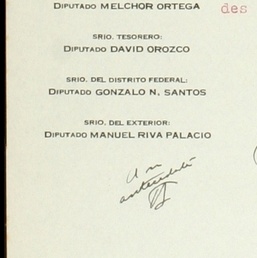 DIPUTADO MELCHOR ORTEGA
des
SRIO. TESORERO:
DIPUTADO DAVID OROZCO
SRIO. DEL DISTRITO FEDERAL:
DIPUTADO GONZALO N. SANTOS
SRIO. DEL EXTERIOR:
DIPUTADO MANUEL RIVA PALACIO